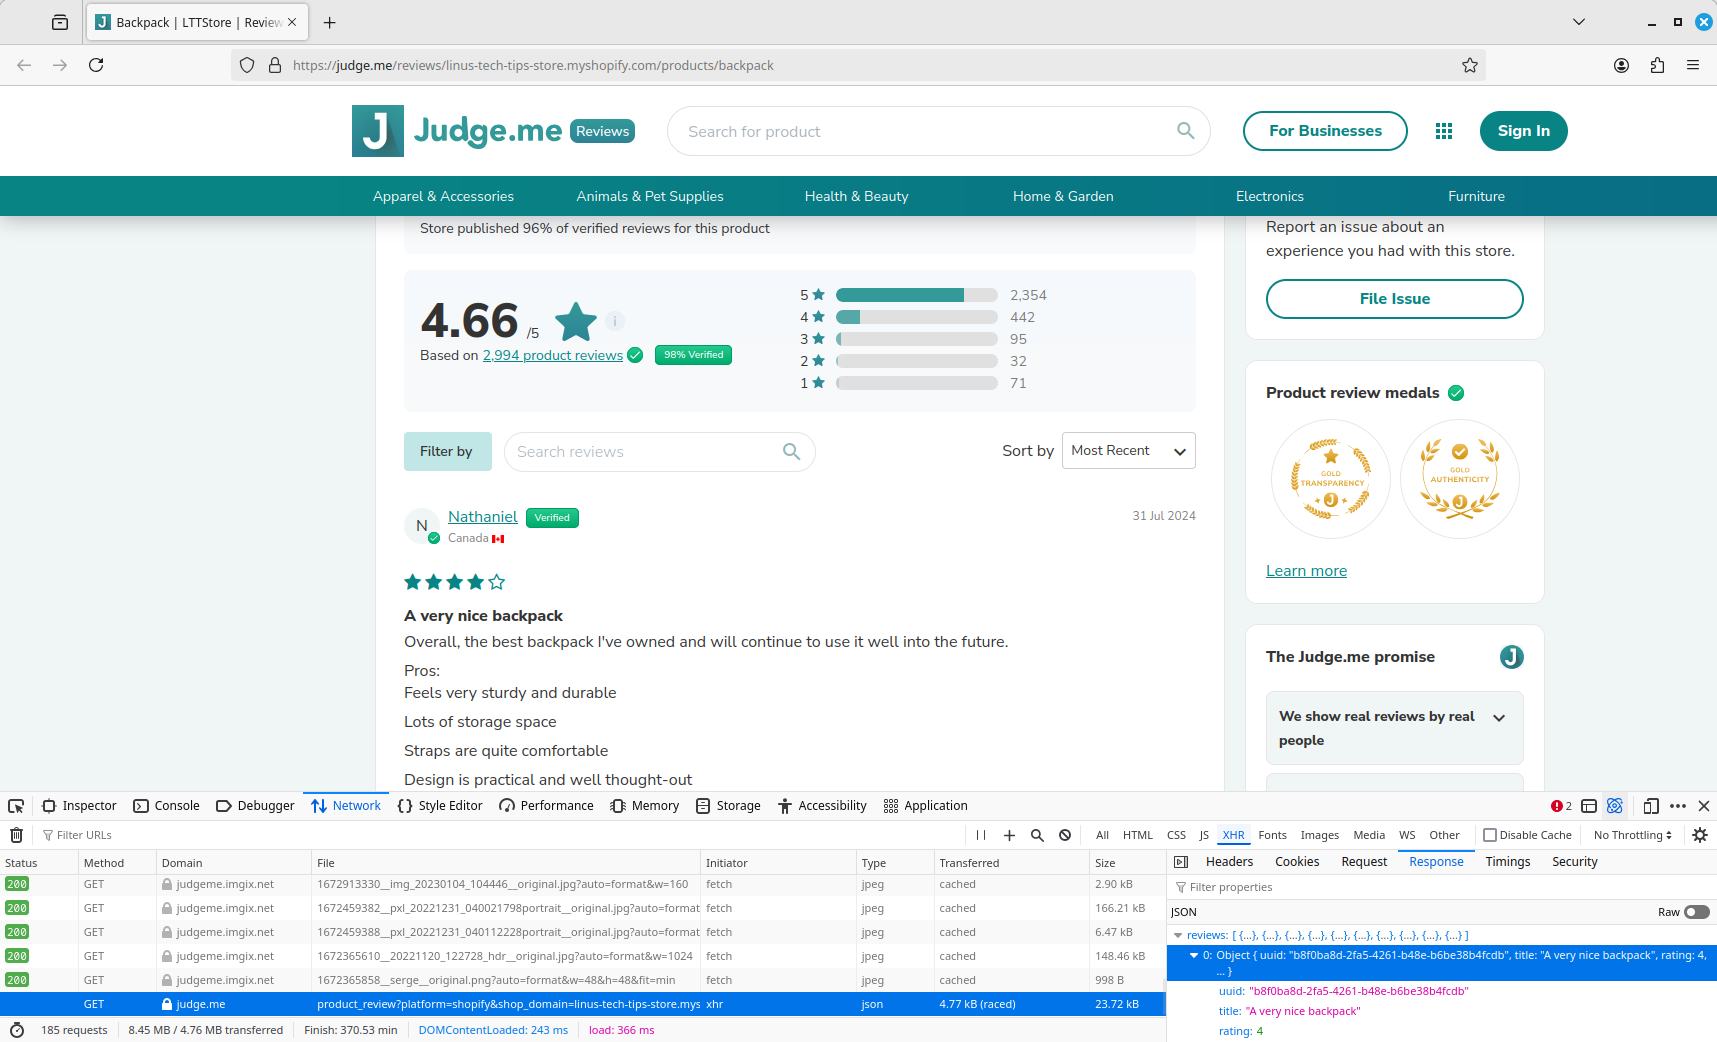 Backpack | LTTStore | Review
https://judge.me/reviews/linus-tech-tips-store.myshopify.com/products/backpack
Judge.me Reviews
Search for product
For Businesses
Sign In
Apparel & Accessories
Animals & Pet Supplies
Health & Beauty
Home & Garden
Electronics
Furniture
Store published 96% of verified reviews for this product
4.66 /5
Based on 2,994 product reviews
98% Verified
5 2,354
4 442
3 95
2 32
1 71
Filter by
Search reviews
Sort by
Most Recent
N
Nathaniel
Verified
Canada
31 Jul 2024
A very nice backpack
Overall, the best backpack I've owned and will continue to use it well into the future.
Pros:
Feels very sturdy and durable
Lots of storage space
Straps are quite comfortable
Design is practical and well thought-out
Report an issue about an
experience you had with this store.
File Issue
Product review medals
GOLD
TRANSPARENCY
GOLD
AUTHENTICITY
Learn more
The Judge.me promise
We show real reviews by real
people
Inspector
Console
Debugger
Network
Style Editor
Performance
Memory
Storage
Accessibility
Application
2
Filter URLs
All
HTML
CSS
JS
XHR
Fonts
Images
Media
WS
Other
Disable Cache
No Throttling
Status Method Domain File Initiator Type Transferred Size
200 GET judgeme.imgix.net 1672913330__img_20230104_104446__original.jpg?auto=format&w=160 fetch jpeg cached 2.90 kB
200 GET judgeme.imgix.net 1672459382__pxl_20221231_040021798portrait__original.jpg?auto=format fetch jpeg cached 166.21 kB
200 GET judgeme.imgix.net 1672459388__pxl_20221231_040112228portrait__original.jpg?auto=format fetch jpeg cached 6.47 kB
200 GET judgeme.imgix.net 1672365610__20221120_122728_hdr__original.jpg?auto=format&w=1024 fetch jpeg cached 148.46 kB
200 GET judgeme.imgix.net 1672365858__serge__original.png?auto=format&w=48&h=48&fit=min fetch jpeg cached 998 B
GET judge.me product_review?platform=shopify&shop_domain=linus-tech-tips-store.mys xhr json 4.77 kB (raced) 23.72 kB
185 requests
8.45 MB / 4.76 MB transferred
Finish: 370.53 min
DOMContentLoaded: 243 ms
load: 366 ms
Headers
Cookies
Request
Response
Timings
Security
Filter properties
JSON
Raw
reviews: [ {…}, {…}, {…}, {…}, {…}, {…}, {…}, {…}, {…}, {…} ]
0: Object { uuid: "b8f0ba8d-2fa5-4261-b48e-b6be38b4fcdb", title: "A very nice backpack", rating: 4,
… }
uuid: "b8f0ba8d-2fa5-4261-b48e-b6be38b4fcdb"
title: "A very nice backpack"
rating: 4